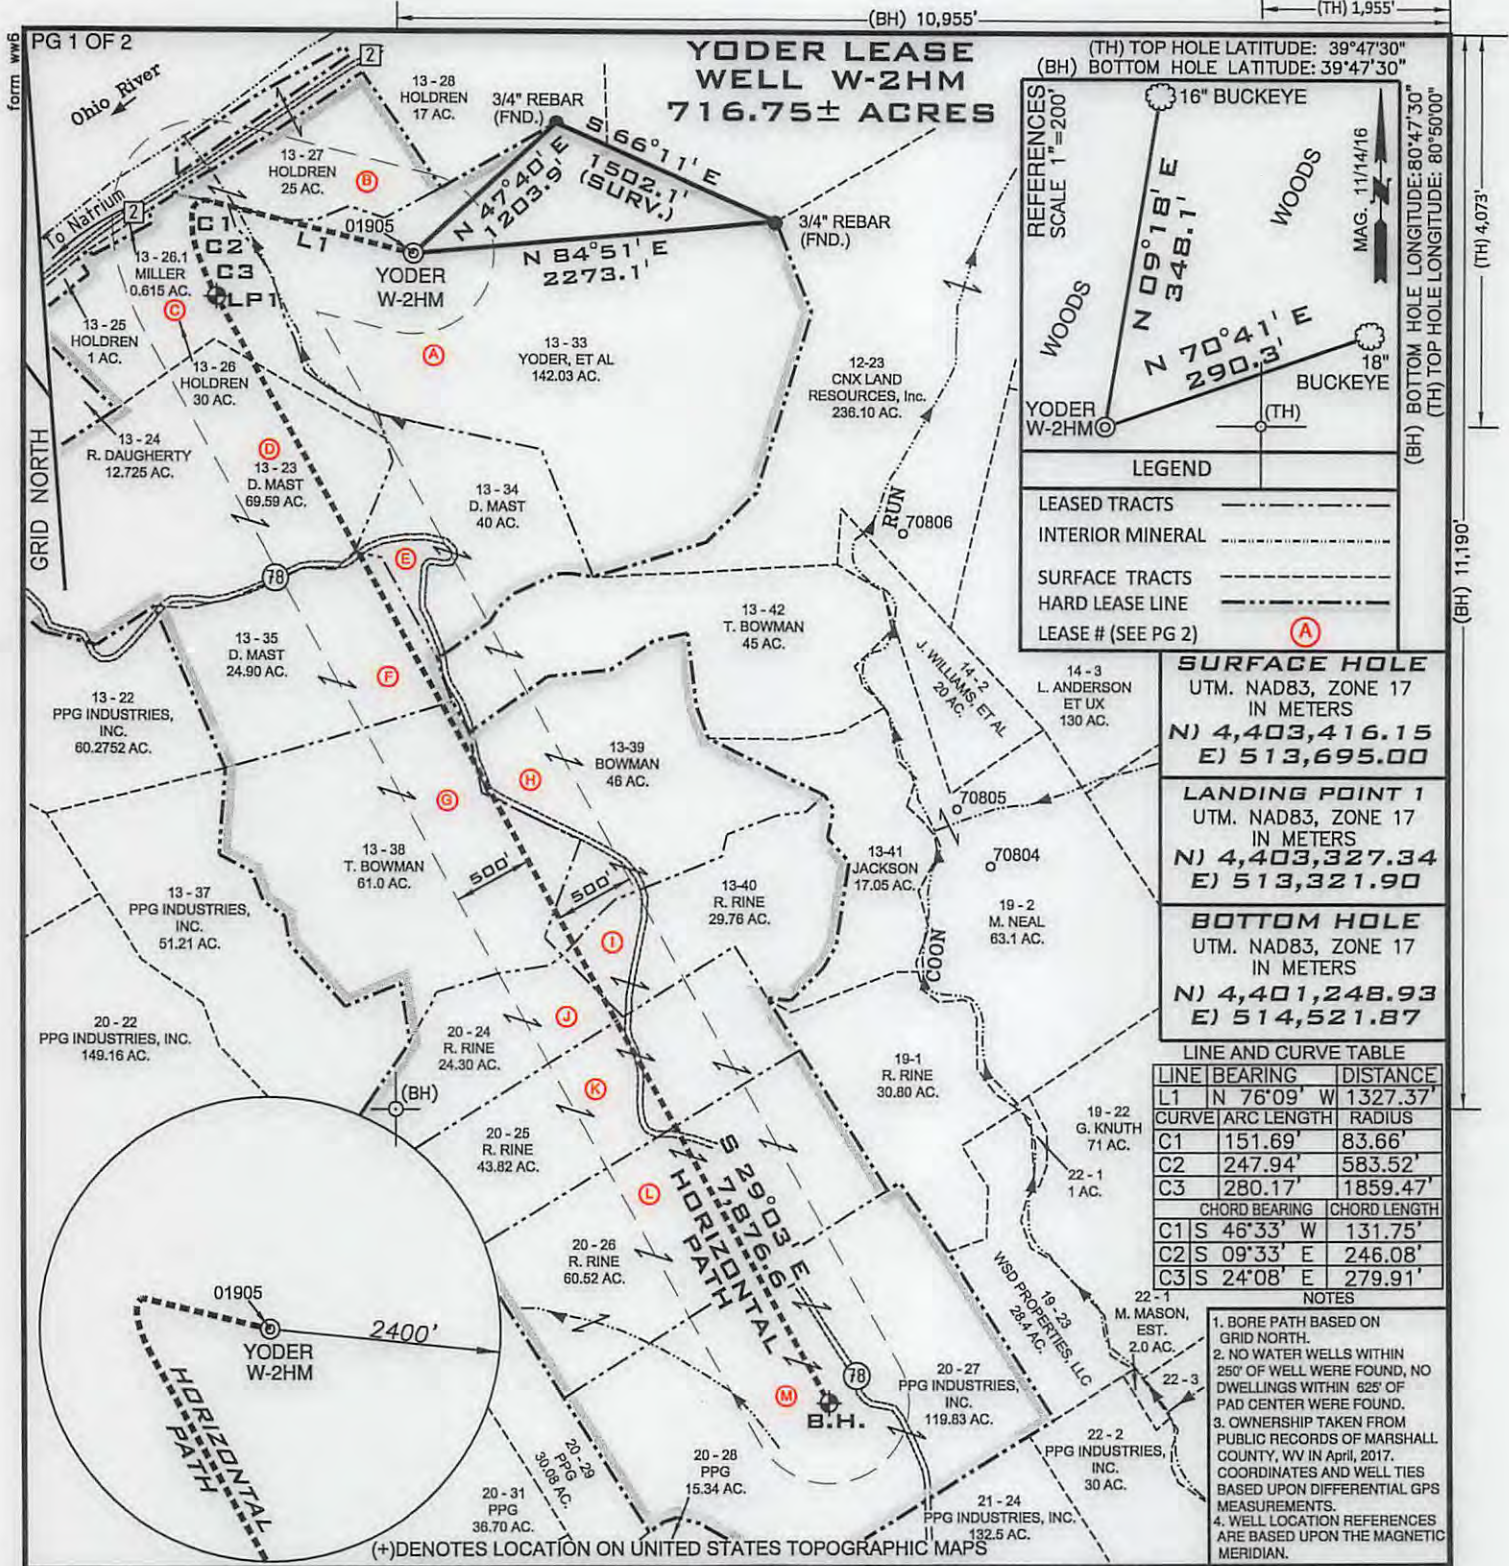 (BH) 10,955'
(TH) 1,955'
form ww6
PG 1 OF 2
YODER LEASE
WELL W-2HM
716.75± ACRES
(TH) TOP HOLE LATITUDE: 39°47'30"
(BH) BOTTOM HOLE LATITUDE: 39°47'30"
(BH) BOTTOM HOLE LONGITUDE: 80°47'30"
(TH) TOP HOLE LONGITUDE: 80°50'00"
(TH) 4,073'
(BH) 11,190'
Ohio River
To Natrium
2
2
GRID NORTH
13 - 28
HOLDREN
17 AC.
3/4" REBAR
(FND.)
13 - 27
HOLDREN
25 AC.
B
01905
L1
C1
C2
C3
LP1
YODER
W-2HM
N 47°40' E
1203.9'
S 66°11' E
1502.1'
(SURV.)
N 84°51' E
2273.1'
3/4" REBAR
(FND.)
13 - 26.1
MILLER
0.615 AC.
C
13 - 25
HOLDREN
1 AC.
13 - 26
HOLDREN
30 AC.
A
13 - 33
YODER, ET AL
142.03 AC.
12-23
CNX LAND
RESOURCES, Inc.
236.10 AC.
13 - 24
R. DAUGHERTY
12.725 AC.
D
13 - 23
D. MAST
69.59 AC.
13 - 34
D. MAST
40 AC.
E
78
RUN
70806
REFERENCES
SCALE 1"=200'
16" BUCKEYE
WOODS
WOODS
MAG. 11/14/16
N 09°18' E
348.1'
N 70°41' E
290.3'
18"
BUCKEYE
YODER
W-2HM
(TH)
LEGEND
LEASED TRACTS
INTERIOR MINERAL
SURFACE TRACTS
HARD LEASE LINE
LEASE # (SEE PG 2)
A
13 - 35
D. MAST
24.90 AC.
F
13 - 42
T. BOWMAN
45 AC.
14 - 2
J. WILLIAMS, ET AL
20 AC.
14 - 3
L. ANDERSON
ET UX
130 AC.
13 - 22
PPG INDUSTRIES,
INC.
60.2752 AC.
13-39
BOWMAN
46 AC.
H
G
70805
70804
13 - 38
T. BOWMAN
61.0 AC.
500'
500'
13-41
JACKSON
17.05 AC.
13-40
R. RINE
29.76 AC.
13 - 37
PPG INDUSTRIES,
INC.
51.21 AC.
19 - 2
M. NEAL
63.1 AC.
I
COON
SURFACE HOLE
UTM. NAD83, ZONE 17
IN METERS
N) 4,403,416.15
E) 513,695.00
LANDING POINT 1
UTM. NAD83, ZONE 17
IN METERS
N) 4,403,327.34
E) 513,321.90
BOTTOM HOLE
UTM. NAD83, ZONE 17
IN METERS
N) 4,401,248.93
E) 514,521.87
20 - 22
PPG INDUSTRIES, INC.
149.16 AC.
20 - 24
R. RINE
24.30 AC.
J
K
(BH)
19-1
R. RINE
30.80 AC.
20 - 25
R. RINE
43.82 AC.
19 - 22
G. KNUTH
71 AC.
22 - 1
1 AC.
L
S 29°03' E
7,876.6'
HORIZONTAL
PATH
20 - 26
R. RINE
60.52 AC.
19 - 23
WSD PROPERTIES, LLC
28.4 AC.
22 - 1
M. MASON,
EST.
2.0 AC.
22 - 3
LINE AND CURVE TABLE
LINE BEARING DISTANCE
L1 N 76°09' W 1327.37'
CURVE ARC LENGTH RADIUS
C1 151.69' 83.66'
C2 247.94' 583.52'
C3 280.17' 1859.47'
CHORD BEARING CHORD LENGTH
C1 S 46°33' W 131.75'
C2 S 09°33' E 246.08'
C3 S 24°08' E 279.91'
NOTES
1. BORE PATH BASED ON
GRID NORTH.
2. NO WATER WELLS WITHIN
250' OF WELL WERE FOUND, NO
DWELLINGS WITHIN 625' OF
PAD CENTER WERE FOUND.
3. OWNERSHIP TAKEN FROM
PUBLIC RECORDS OF MARSHALL
COUNTY, WV IN April, 2017.
COORDINATES AND WELL TIES
BASED UPON DIFFERENTIAL GPS
MEASUREMENTS.
4. WELL LOCATION REFERENCES
ARE BASED UPON THE MAGNETIC
MERIDIAN.
01905
YODER
W-2HM
2400'
HORIZONTAL
PATH
M
B.H.
78
20 - 27
PPG INDUSTRIES,
INC.
119.83 AC.
22 - 2
PPG INDUSTRIES,
INC.
30 AC.
20 - 28
PPG
15.34 AC.
20 - 29
PPG
30.08 AC.
20 - 31
PPG
36.70 AC.
21 - 24
PPG INDUSTRIES, INC.
132.5 AC.
(+)DENOTES LOCATION ON UNITED STATES TOPOGRAPHIC MAPS